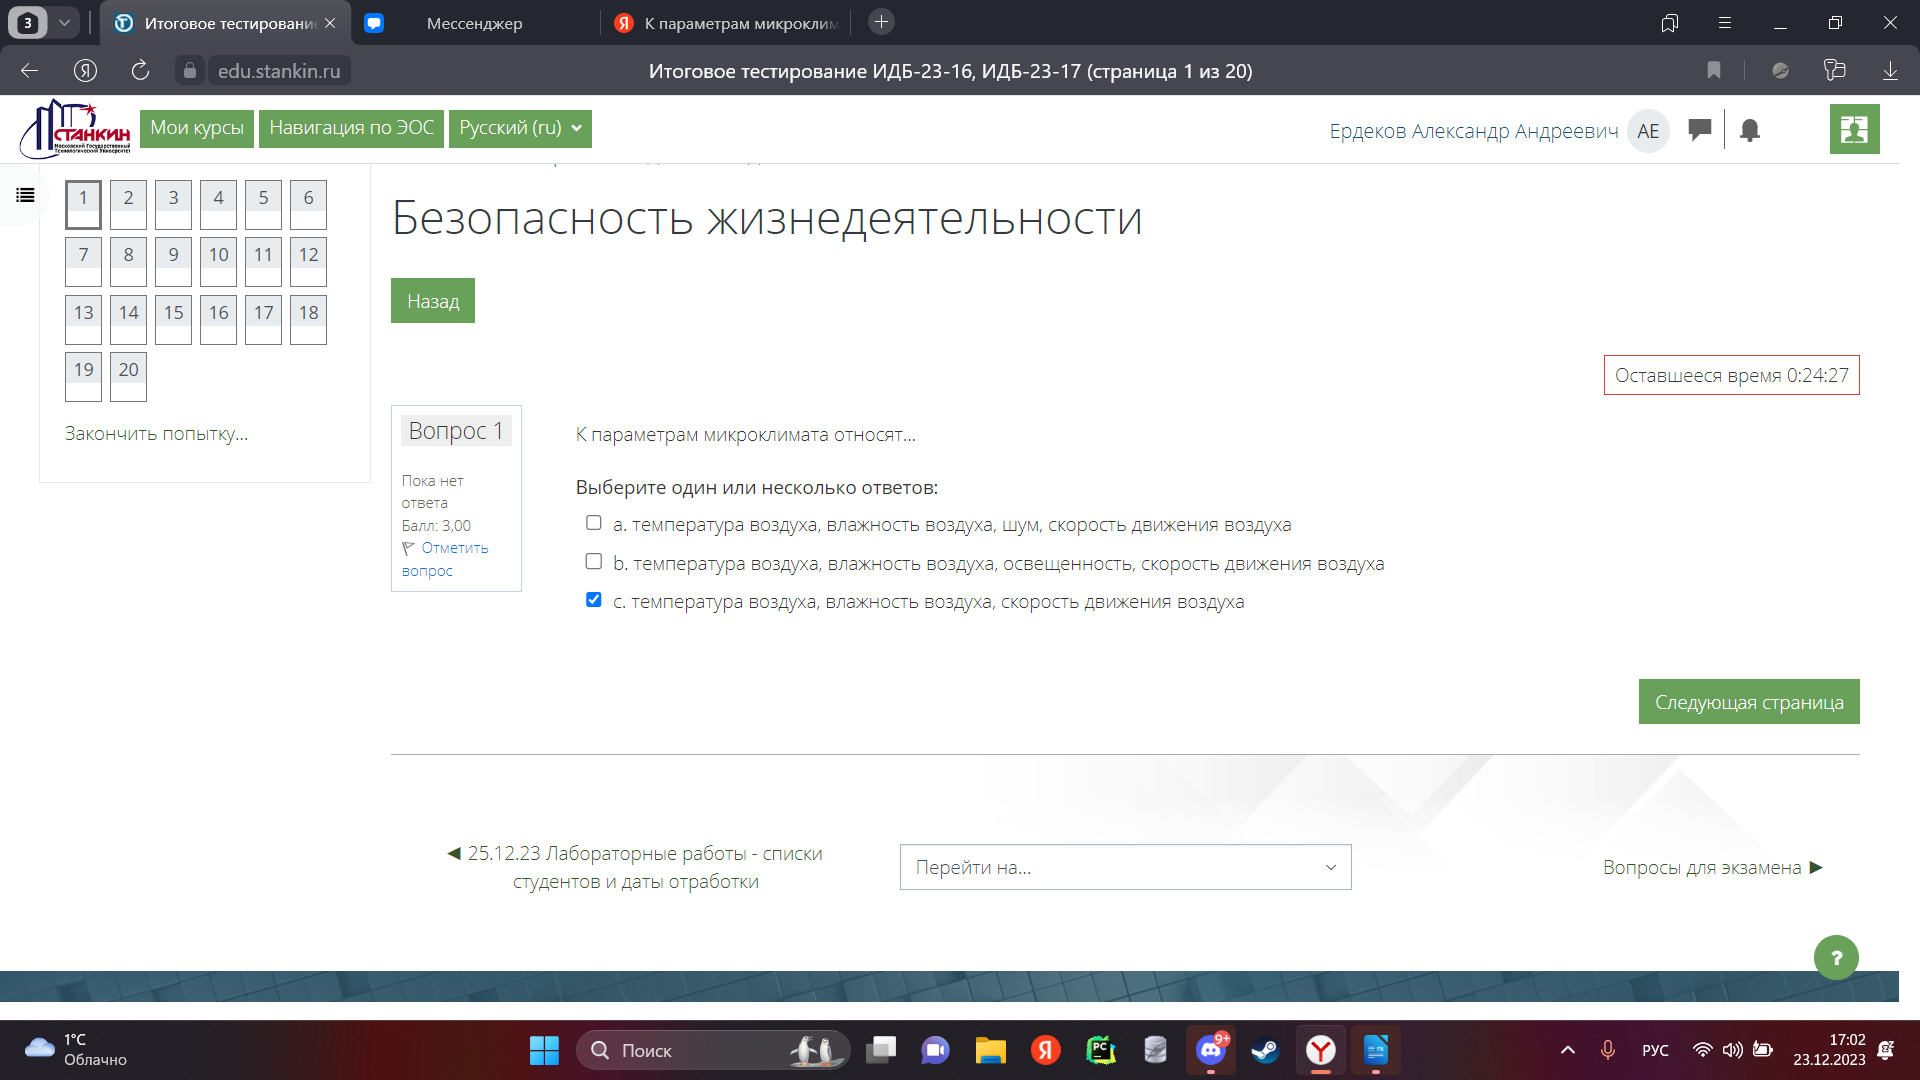 3
Итоговое тестирование
Мессенджер
К параметрам микроклим
edu.stankin.ru
Итоговое тестирование ИДБ-23-16, ИДБ-23-17 (страница 1 из 20)
СТАНКИН
Московский Государственный
Технологический Университет
Мои курсы
Навигация по ЭОС
Русский (ru)
Ердеков Александр Андреевич
АЕ
1 2 3 4 5 6
7 8 9 10 11 12
13 14 15 16 17 18
19 20
Закончить попытку...
Безопасность жизнедеятельности
Назад
Оставшееся время 0:24:27
Вопрос 1
Пока нет
ответа
Балл: 3,00
Отметить
вопрос
К параметрам микроклимата относят...
Выберите один или несколько ответов:
a. температура воздуха, влажность воздуха, шум, скорость движения воздуха
b. температура воздуха, влажность воздуха, освещенность, скорость движения воздуха
c. температура воздуха, влажность воздуха, скорость движения воздуха
Следующая страница
◄ 25.12.23 Лабораторные работы - списки
студентов и даты отработки
Перейти на...
Вопросы для экзамена ►
?
1°C
Облачно
Поиск
PC
9+
РУС
17:02
23.12.2023